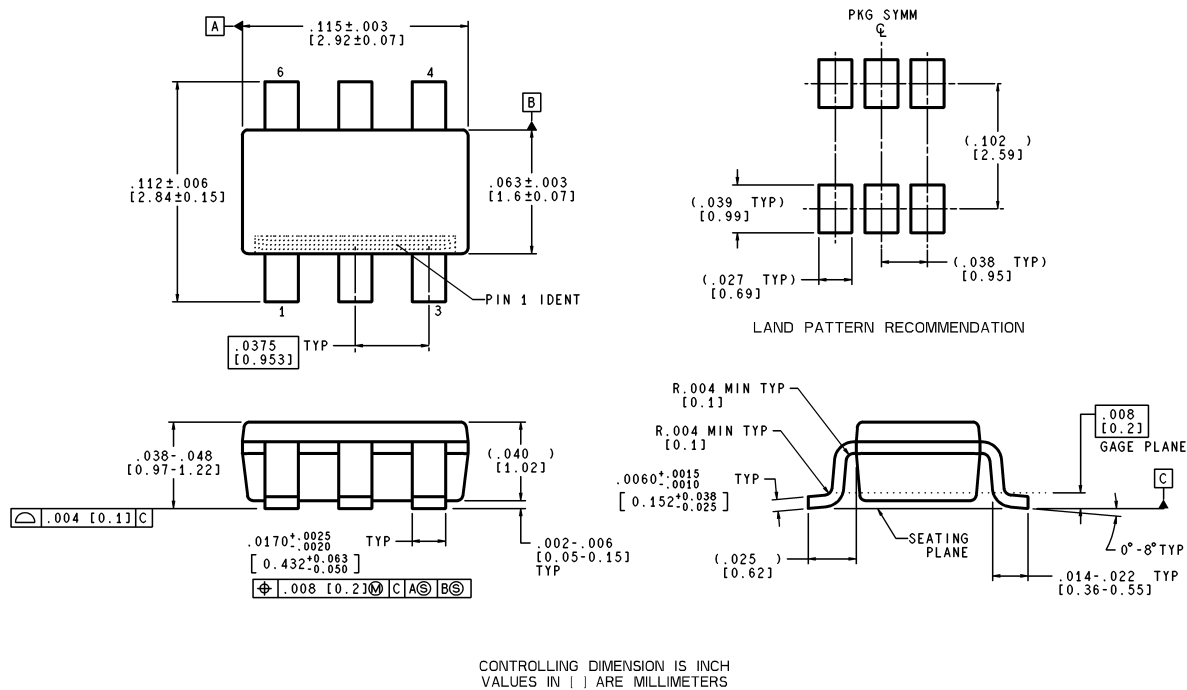 A
.115±.003
[2.92±0.07]
6
4
B
.112±.006
[2.84±0.15]
.063±.003
[1.6±0.07]
PIN 1 IDENT
1
3
.0375
[0.953]
TYP
PKG SYMM
℄
(.102 )
[2.59]
(.039 TYP)
[0.99]
(.027 TYP)
[0.69]
(.038 TYP)
[0.95]
LAND PATTERN RECOMMENDATION
.038-.048
[0.97-1.22]
(.040 )
[1.02]
⌓ .004 [0.1] C
.0170+.0025
-.0020
TYP
[0.432+0.063
-0.050]
⌖ .008 [0.2]Ⓜ C AⓈ BⓈ
.002-.006
[0.05-0.15]
TYP
R.004 MIN TYP
[0.1]
R.004 MIN TYP
[0.1]
.008
[0.2]
GAGE PLANE
.0060+.0015
-.0010
TYP
[0.152+0.038
-0.025]
C
SEATING
PLANE
0°-8°TYP
(.025 )
[0.62]
.014-.022 TYP
[0.36-0.55]
CONTROLLING DIMENSION IS INCH
VALUES IN [ ] ARE MILLIMETERS